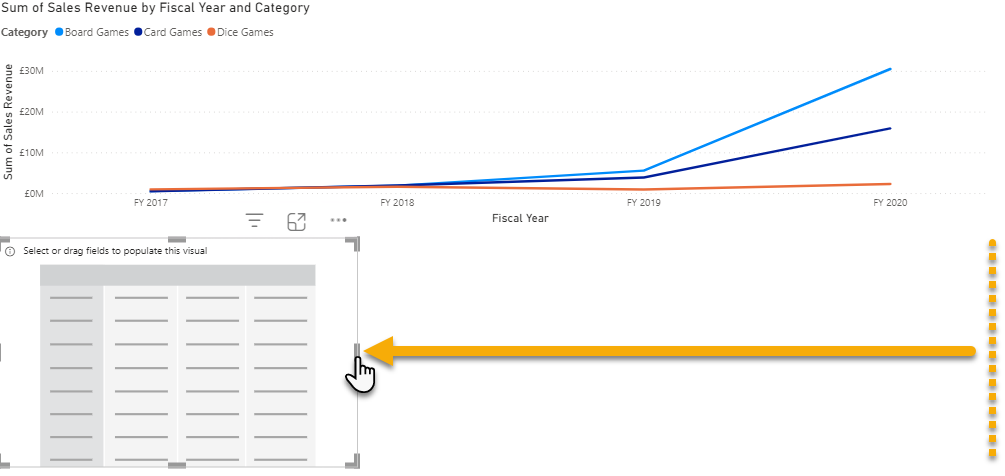 Sum of Sales Revenue by Fiscal Year and Category
Category Board Games Card Games Dice Games
Sum of Sales Revenue
£30M
£20M
£10M
£0M
FY 2017 FY 2018 FY 2019 FY 2020
Fiscal Year
Select or drag fields to populate this visual